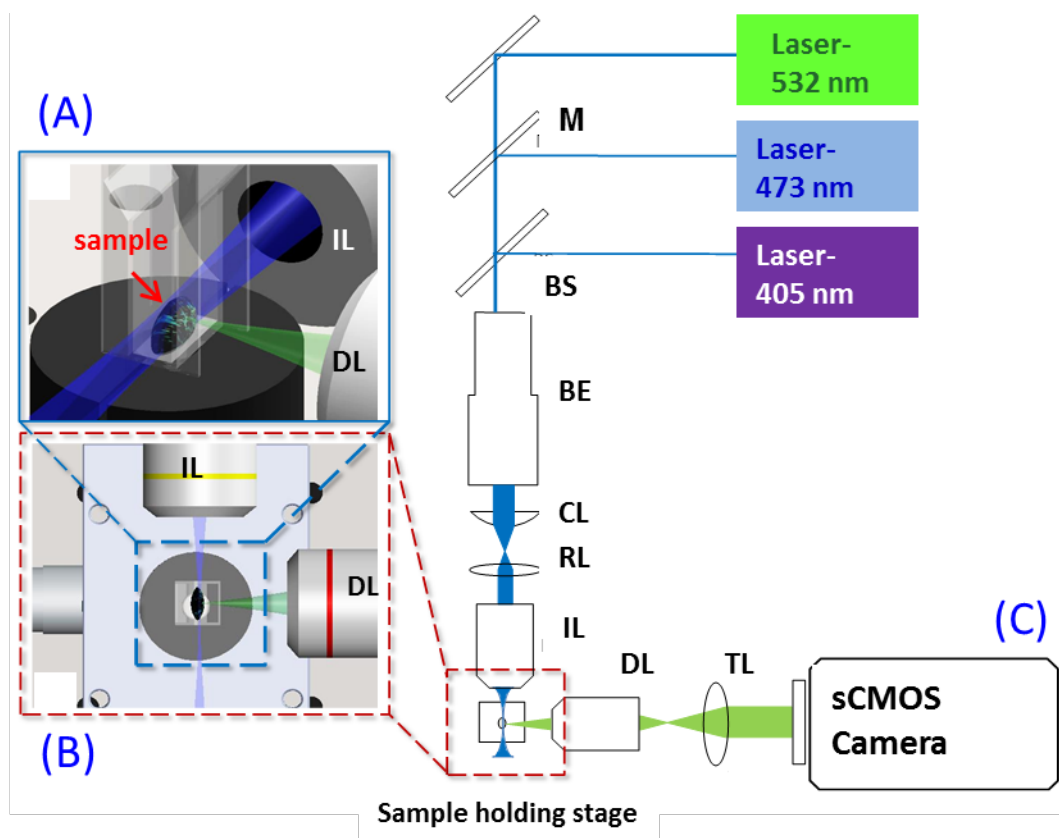 Laser-
532 nm
(A)
M
Laser-
473 nm
sample
IL
Laser-
405 nm
BS
DL
BE
IL
CL
RL
DL
IL
DL
TL
(C)
sCMOS
Camera
(B)
Sample holding stage